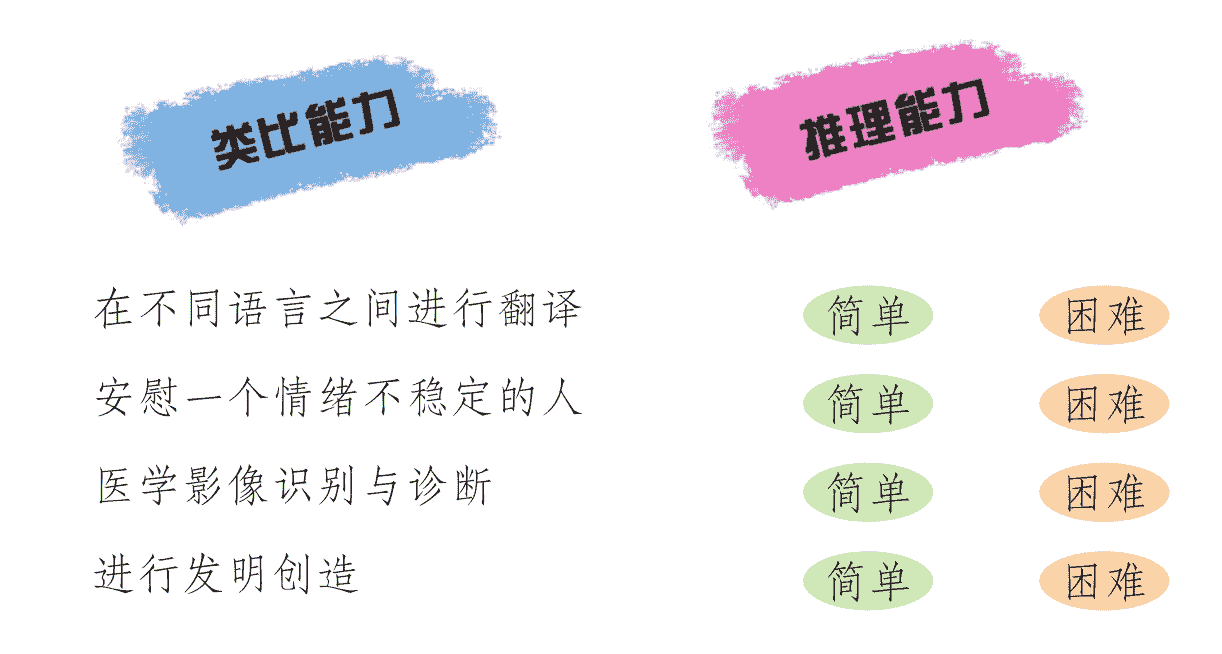 类比能力 推理能力
在不同语言之间进行翻译 简单 困难
安慰一个情绪不稳定的人 简单 困难
医学影像识别与诊断 简单 困难
进行发明创造 简单 困难